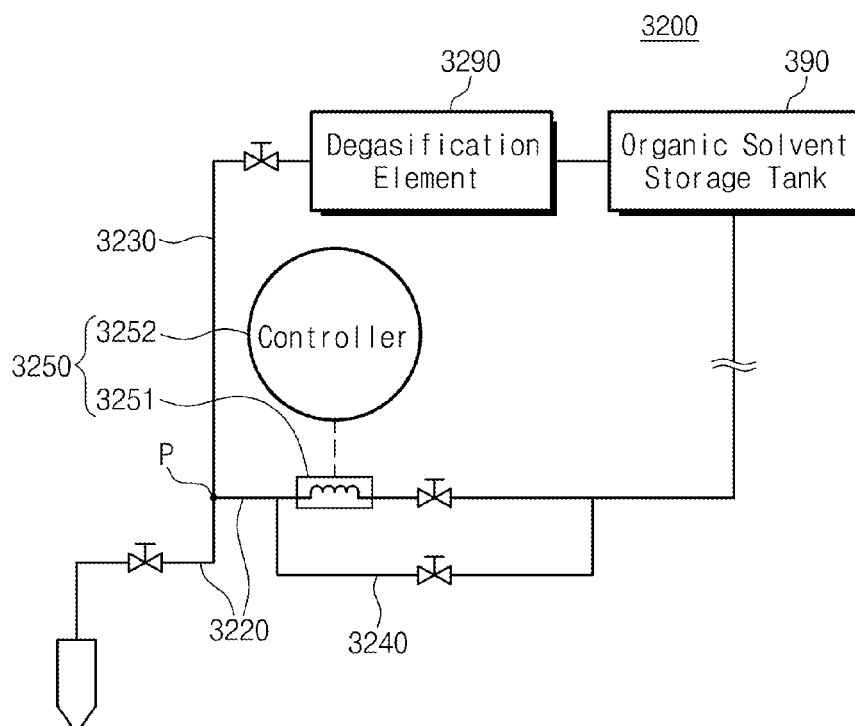 3200
3290
390
Degasification
Element
Organic Solvent
Storage Tank
3230
3252
Controller
3250
3251
P
3220
3240